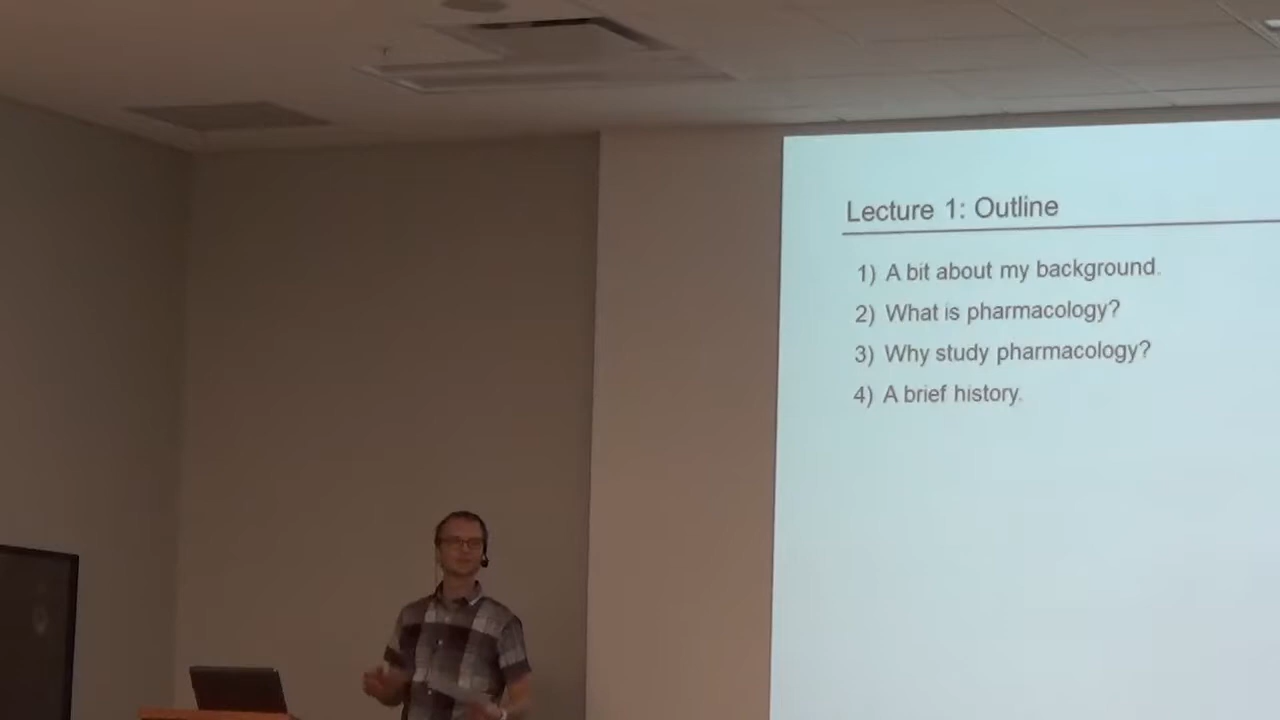 Lecture 1: Outline
1) A bit about my background.
2) What is pharmacology?
3) Why study pharmacology?
4) A brief history.